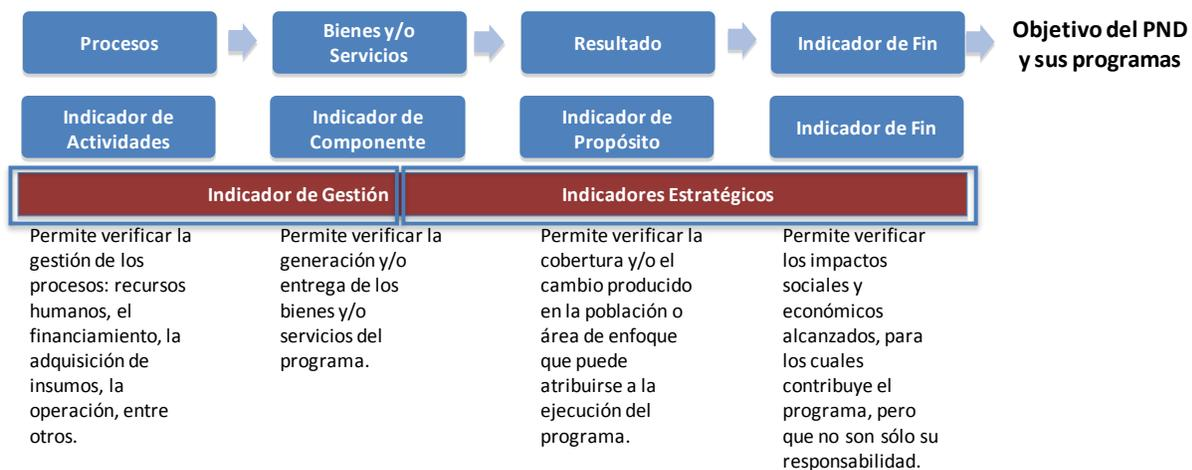 Procesos
Bienes y/o
Servicios
Resultado
Indicador de Fin
Objetivo del PND
y sus programas
Indicador de
Actividades
Indicador de
Componente
Indicador de
Propósito
Indicador de Fin
Indicador de Gestión
Indicadores Estratégicos
Permite verificar la
gestión de los
procesos: recursos
humanos, el
financiamiento, la
adquisición de
insumos, la
operación, entre
otros.
Permite verificar la
generación y/o
entrega de los
bienes y/o
servicios del
programa.
Permite verificar la
cobertura y/o el
cambio producido
en la población o
área de enfoque
que puede
atribuirse a la
ejecución del
programa.
Permite verificar
los impactos
sociales y
económicos
alcanzados, para
los cuales
contribuye el
programa, pero
que no son sólo su
responsabilidad.